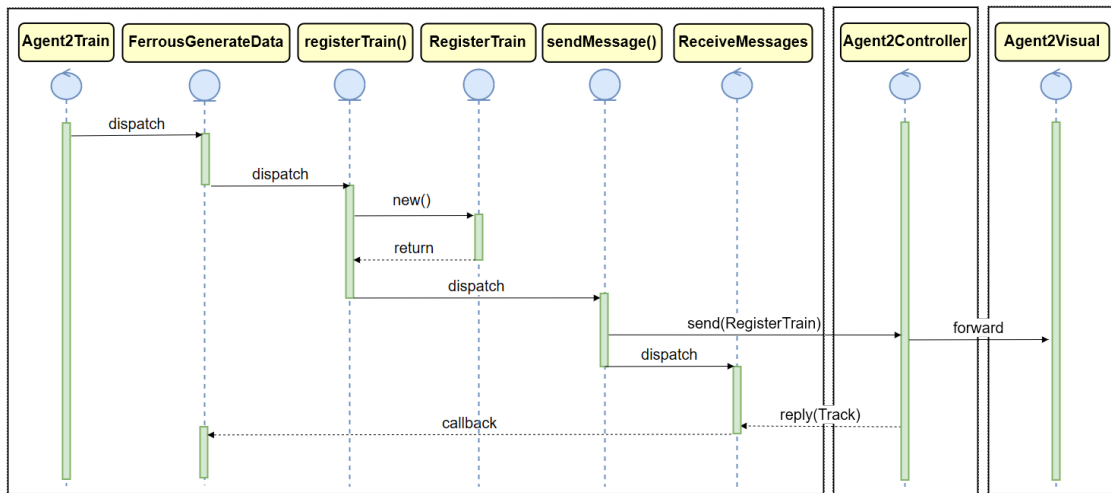 Agent2Train
FerrousGenerateData
registerTrain()
RegisterTrain
sendMessage()
ReceiveMessages
Agent2Controller
Agent2Visual
dispatch
dispatch
new()
return
dispatch
send(RegisterTrain)
forward
dispatch
reply(Track)
callback